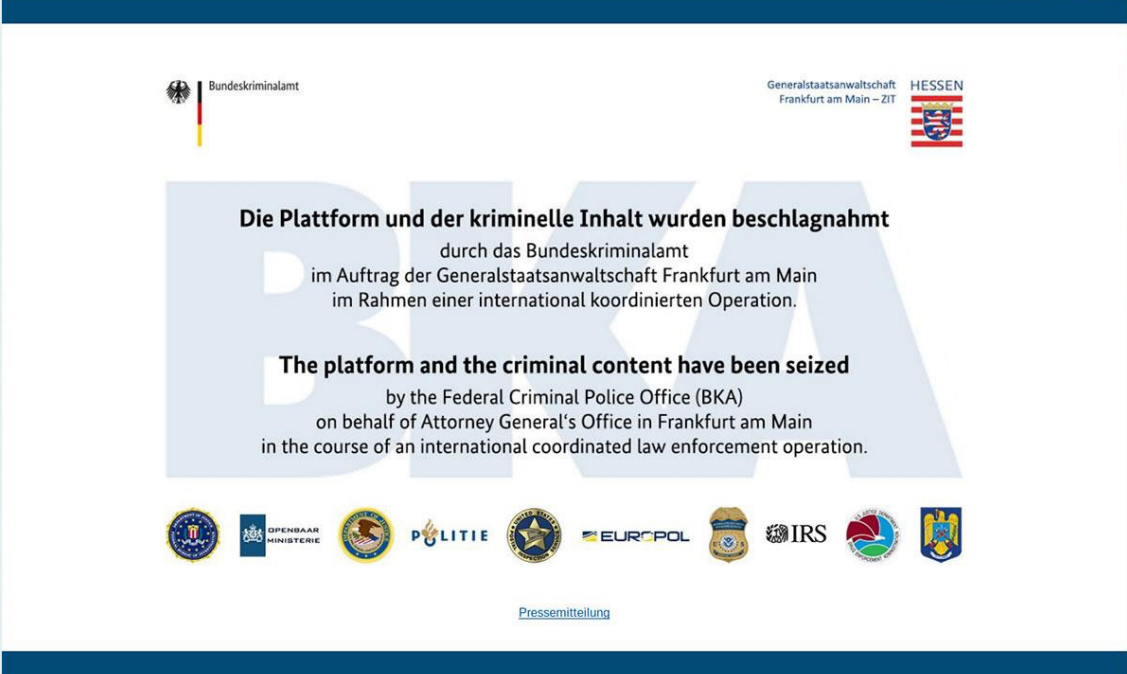 Bundeskriminalamt
Generalstaatsanwaltschaft
Frankfurt am Main – ZIT
HESSEN
BKA
Die Plattform und der kriminelle Inhalt wurden beschlagnahmt
durch das Bundeskriminalamt
im Auftrag der Generalstaatsanwaltschaft Frankfurt am Main
im Rahmen einer international koordinierten Operation.
The platform and the criminal content have been seized
by the Federal Criminal Police Office (BKA)
on behalf of Attorney General‘s Office in Frankfurt am Main
in the course of an international coordinated law enforcement operation.
OPENBAAR
MINISTERIE
POLITIE
EUROPOL
IRS
Pressemitteilung